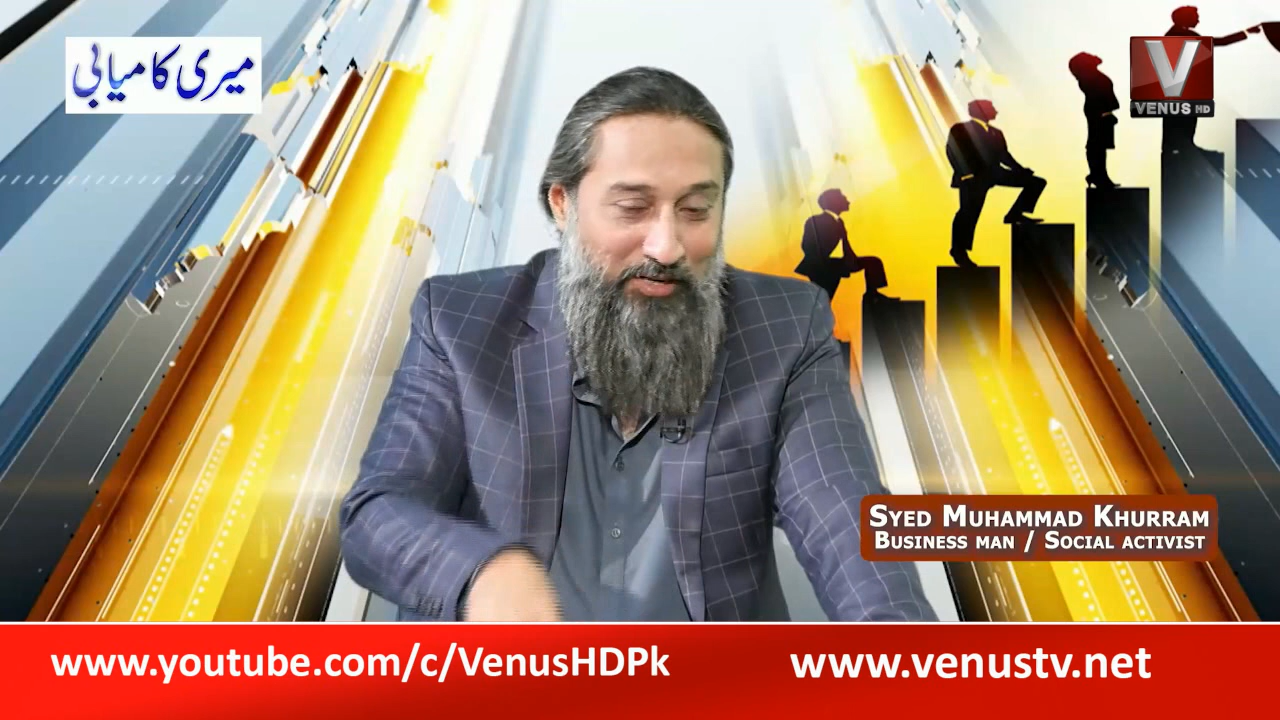 میری کامیابی
V
VENUS HD
SYED MUHAMMAD KHURRAM
BUSINESS MAN / SOCIAL ACTIVIST
www.youtube.com/c/VenusHDPk
www.venustv.net